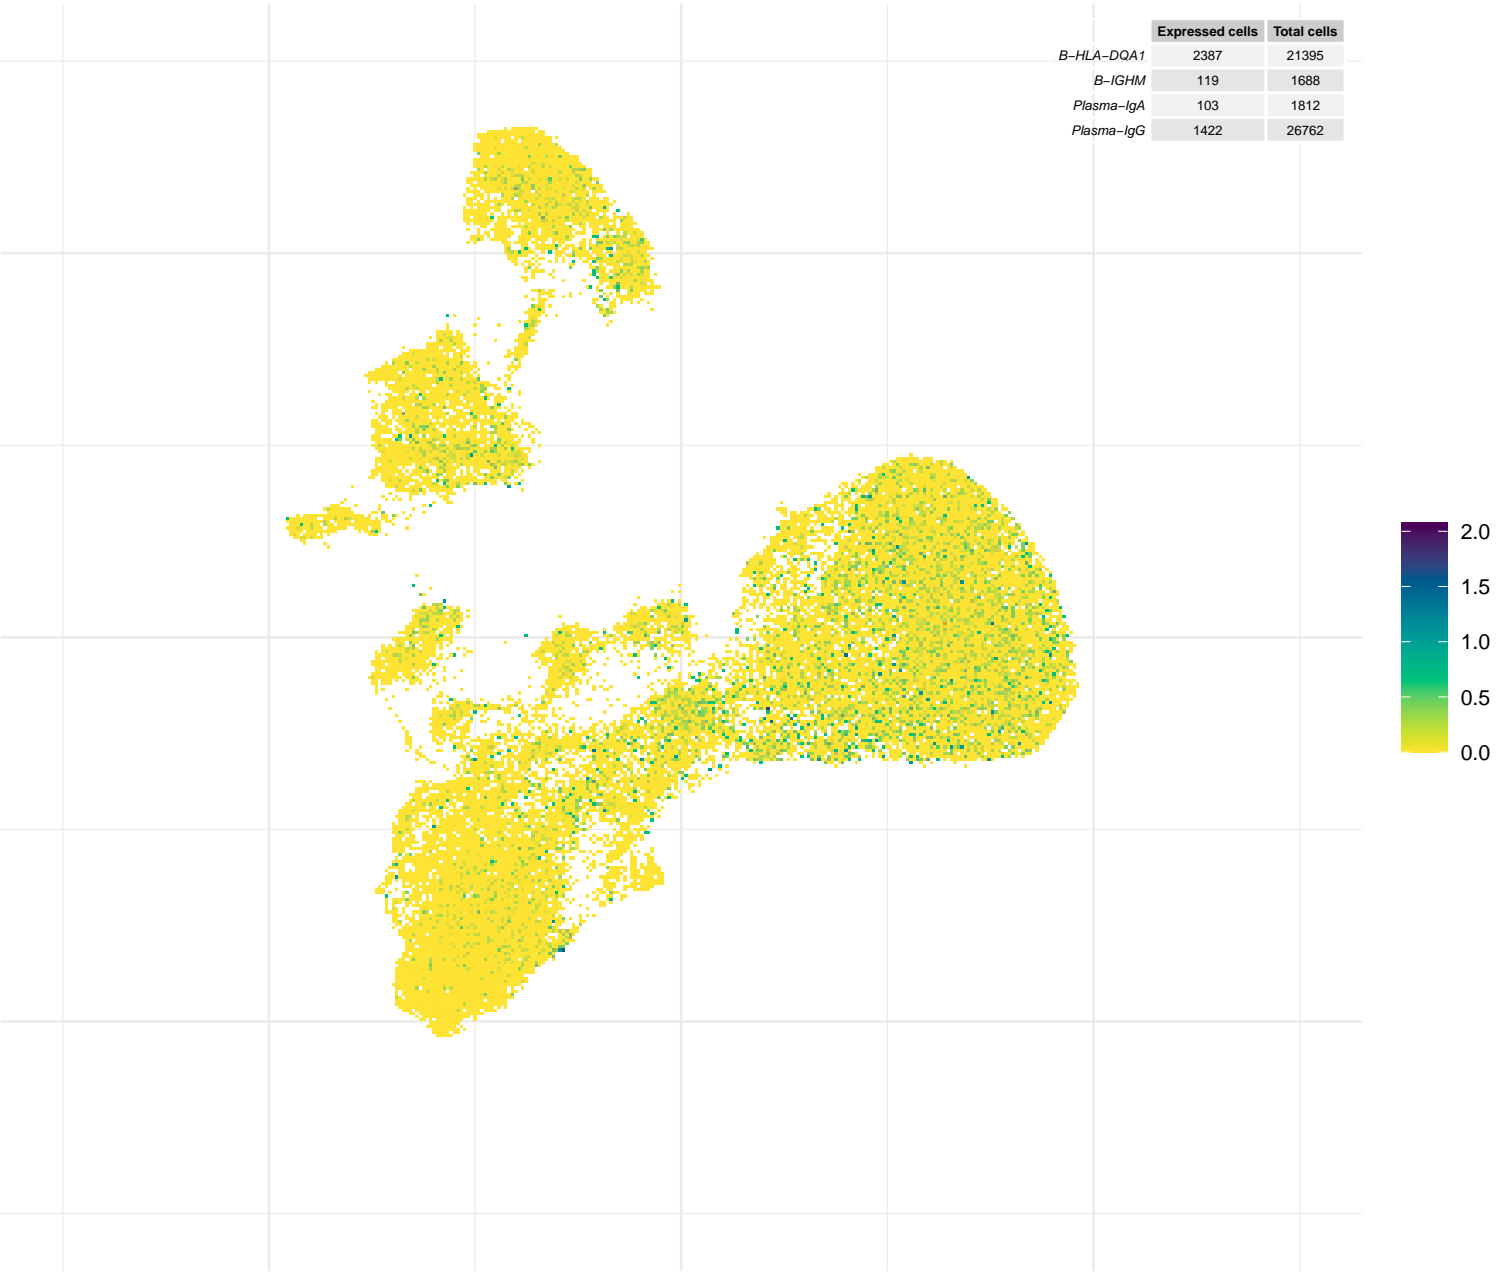 Expressed cells Total cells
B−HLA−DQA1 2387 21395
B−IGHM 119 1688
Plasma−IgA 103 1812
Plasma−IgG 1422 26762
2.0
1.5
1.0
0.5
0.0